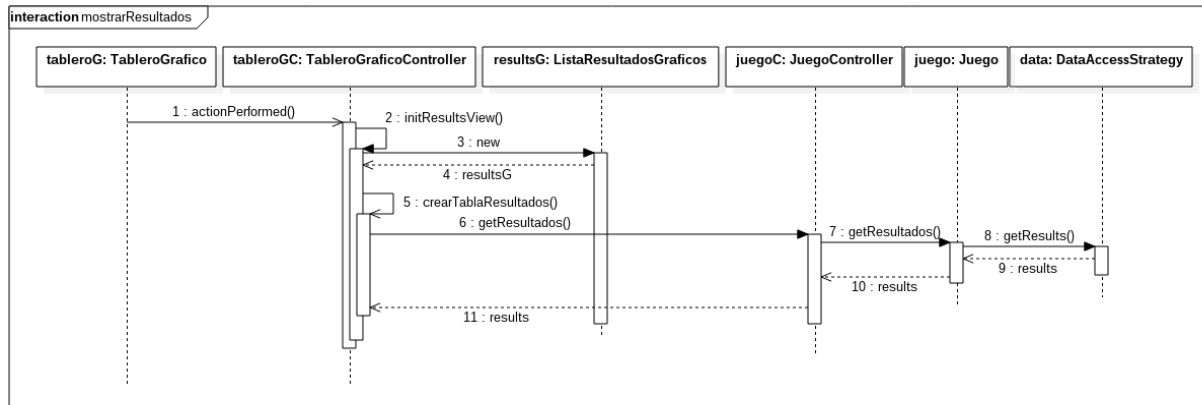 interaction mostrarResultados
tableroG: TableroGrafico
tableroGC: TableroGraficoController
resultsG: ListaResultadosGraficos
juegoC: JuegoController
juego: Juego
data: DataAccessStrategy
1 : actionPerformed()
2 : initResultsView()
3 : new
4 : resultsG
5 : crearTablaResultados()
6 : getResultados()
7 : getResultados()
8 : getResults()
9 : results
10 : results
11 : results